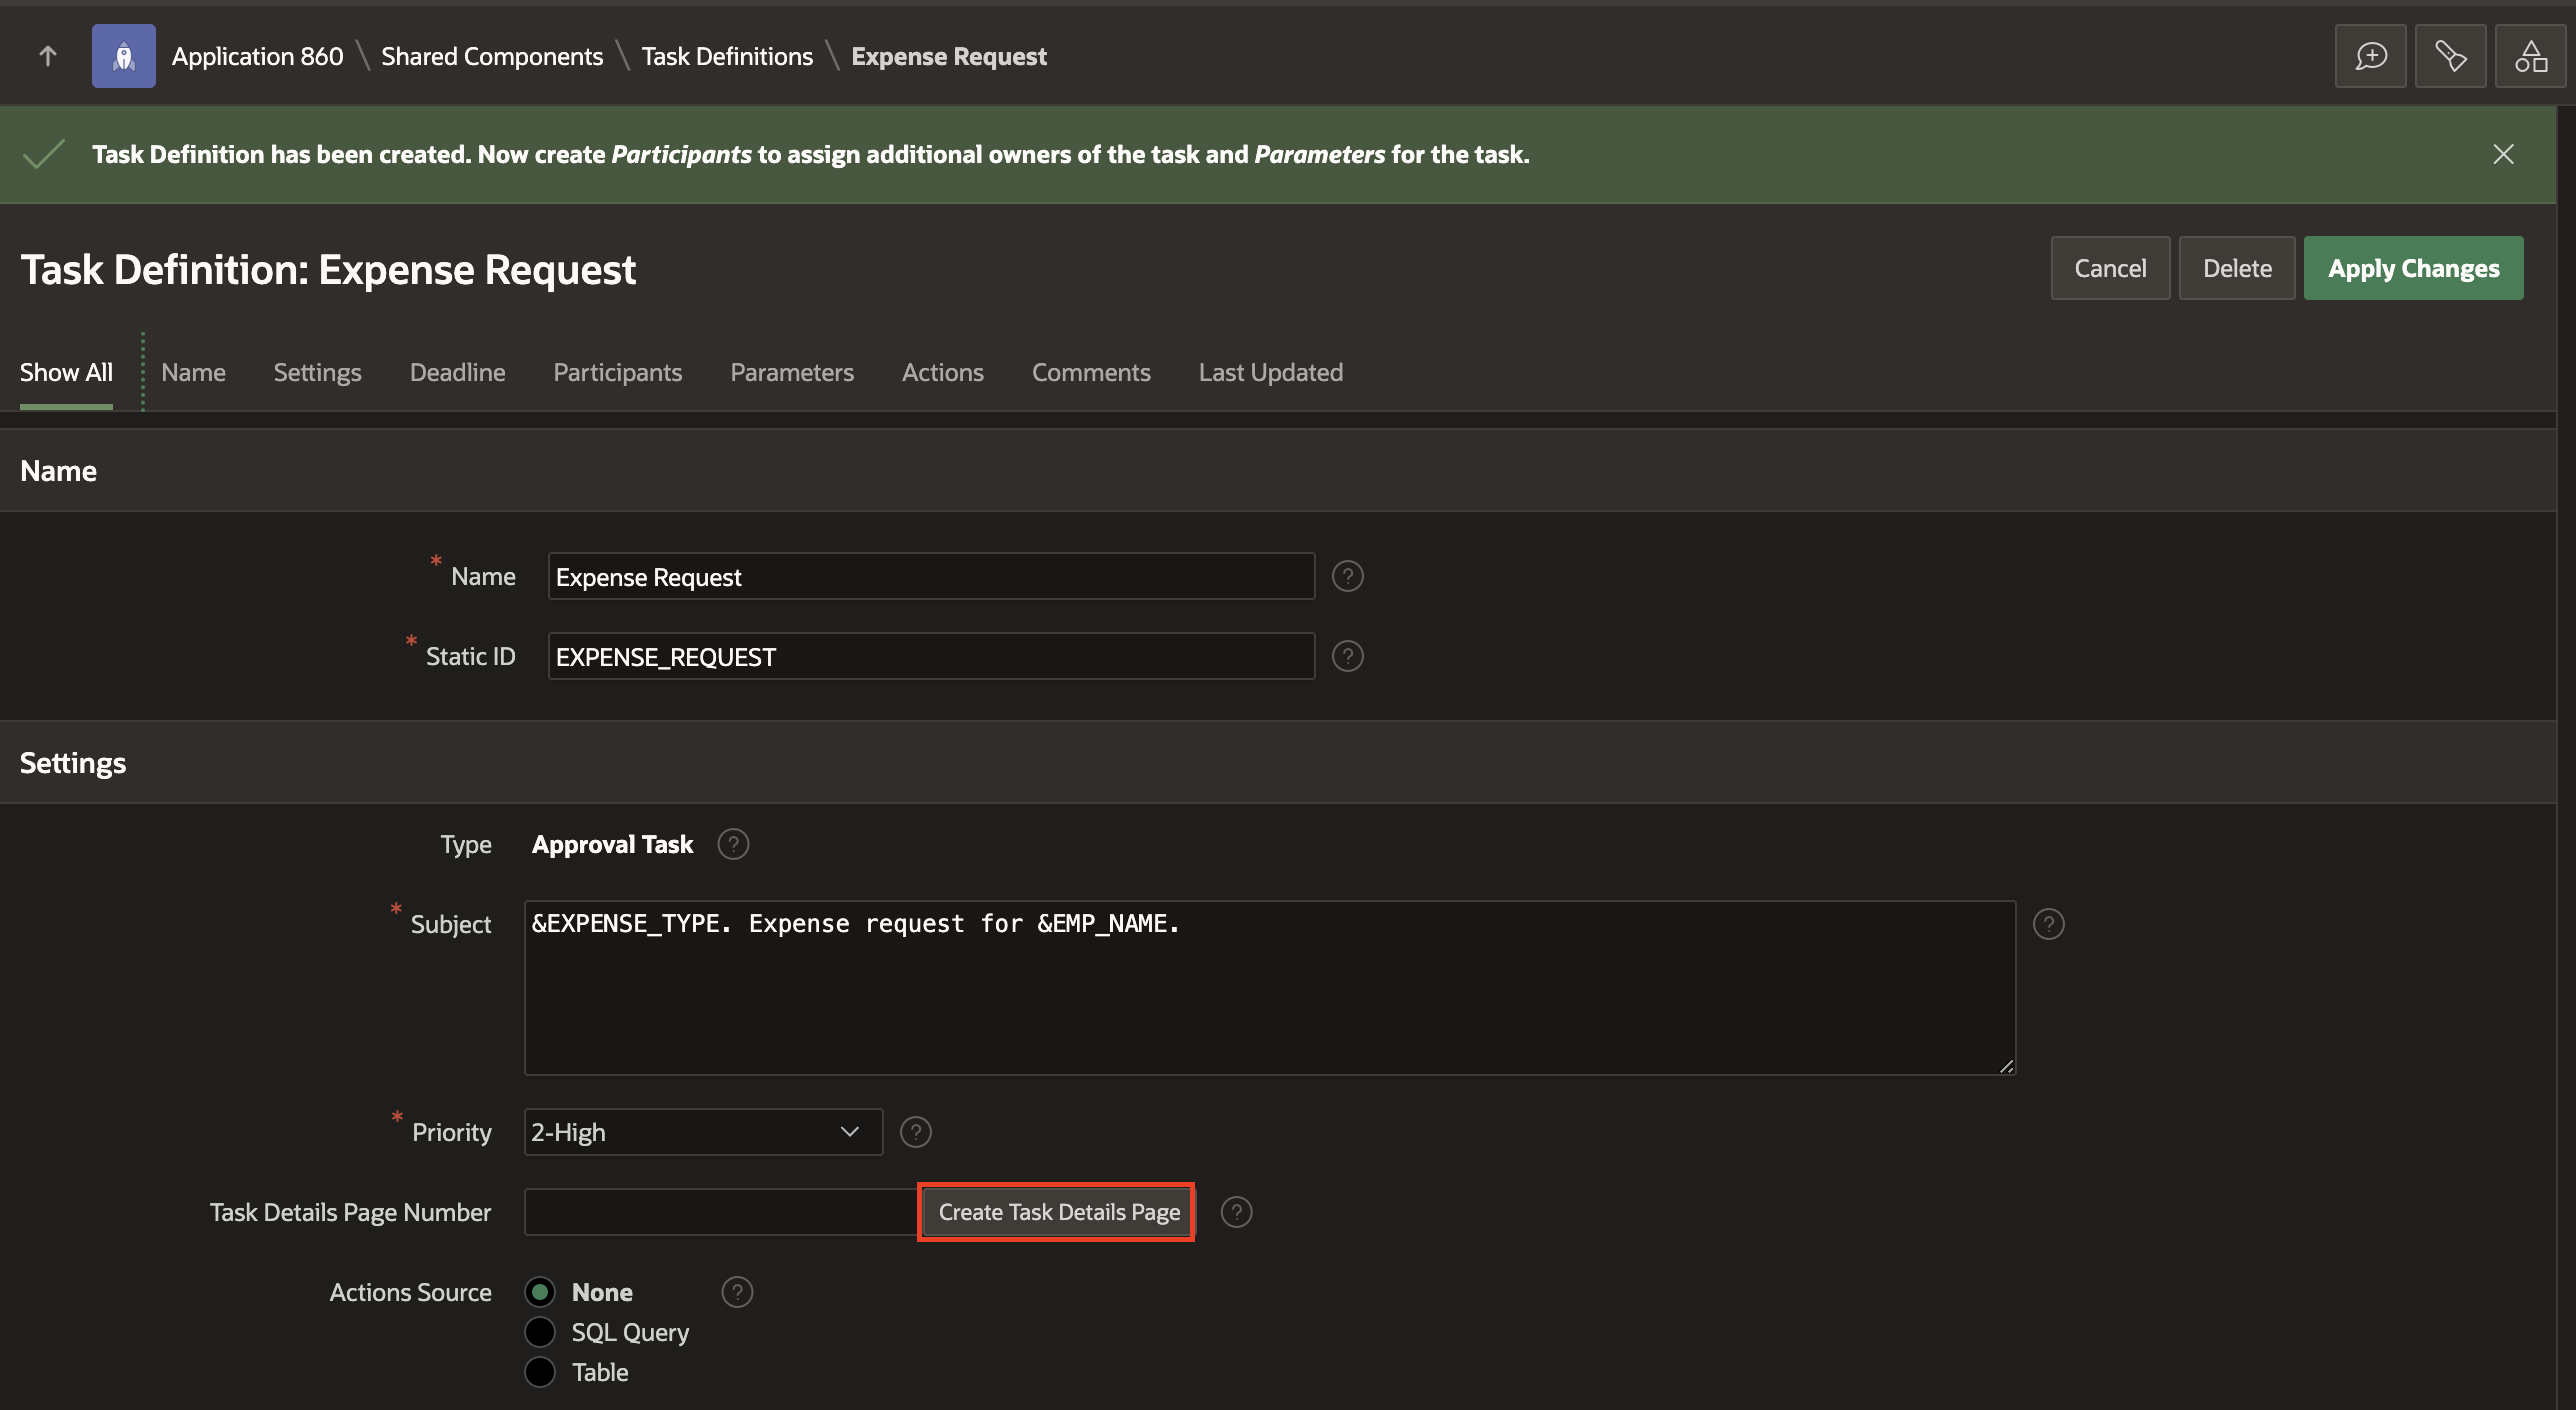 Application 860 \ Shared Components \ Task Definitions \ Expense Request
Task Definition has been created. Now create Participants to assign additional owners of the task and Parameters for the task.
Task Definition: Expense Request
Cancel
Delete
Apply Changes
Show All
Name
Settings
Deadline
Participants
Parameters
Actions
Comments
Last Updated
Name
* Name
Expense Request
?
* Static ID
EXPENSE_REQUEST
?
Settings
Type
Approval Task
?
* Subject
&EXPENSE_TYPE. Expense request for &EMP_NAME.
?
* Priority
2-High
?
Task Details Page Number
Create Task Details Page
?
Actions Source
None
?
SQL Query
Table